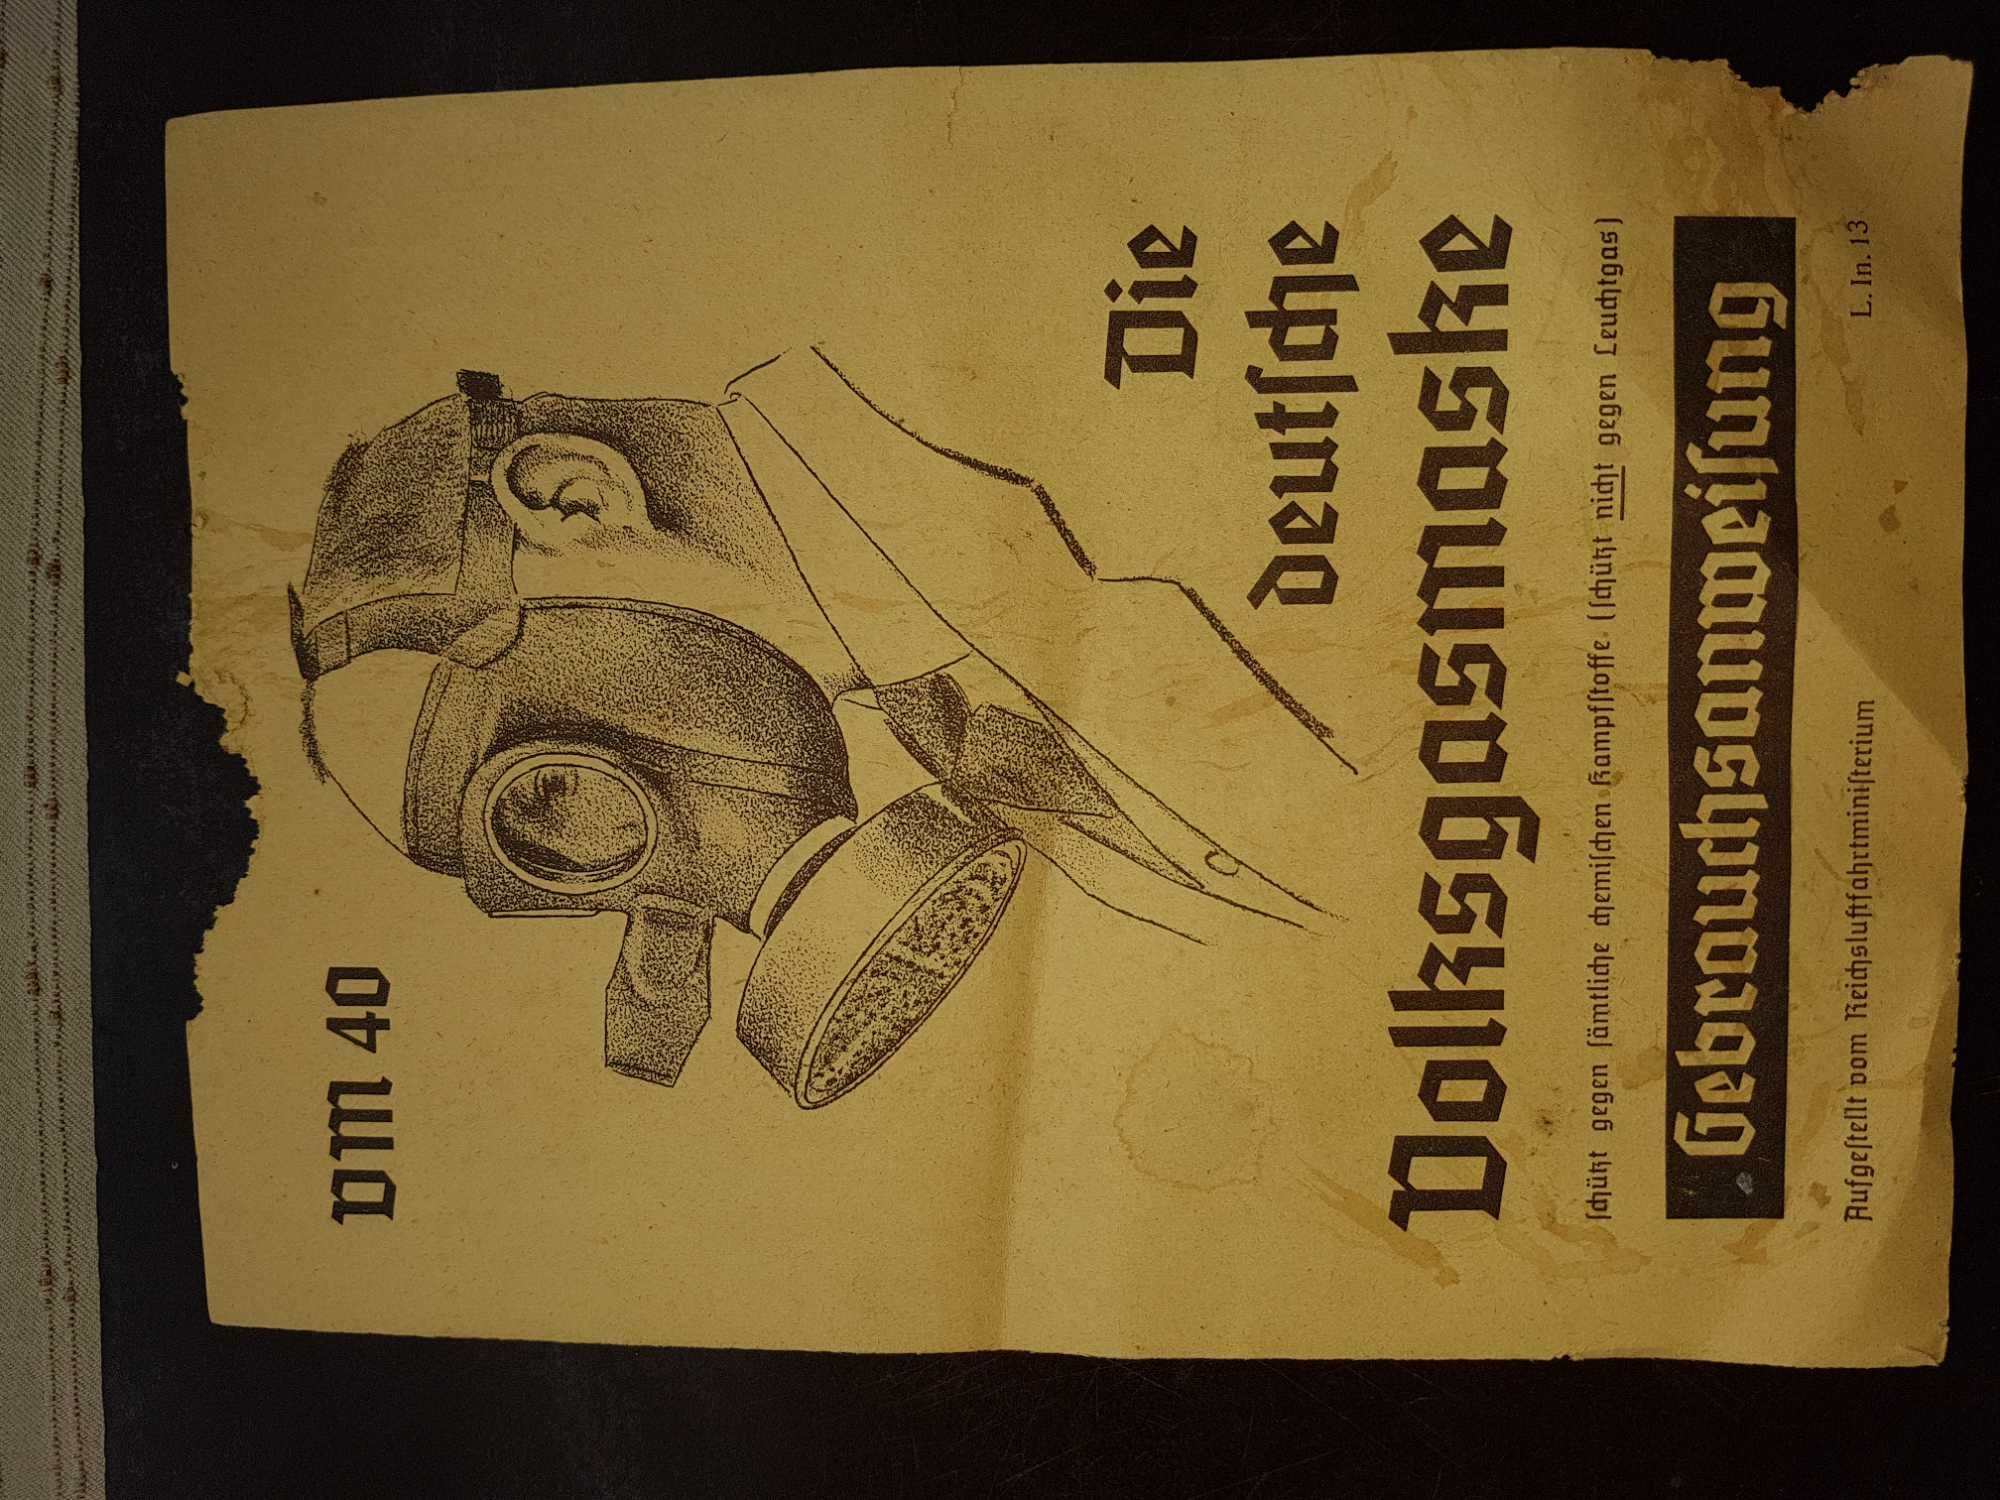 VM 40
Die
deutſche
Volksgasmaske
ſchützt gegen ſämtliche chemiſchen Kampfſtoffe (ſchützt nicht gegen Leuchtgas)
Gebrauchsanweiſung
Aufgeſtellt vom Reichsluftfahrtminiſterium L. In. 13